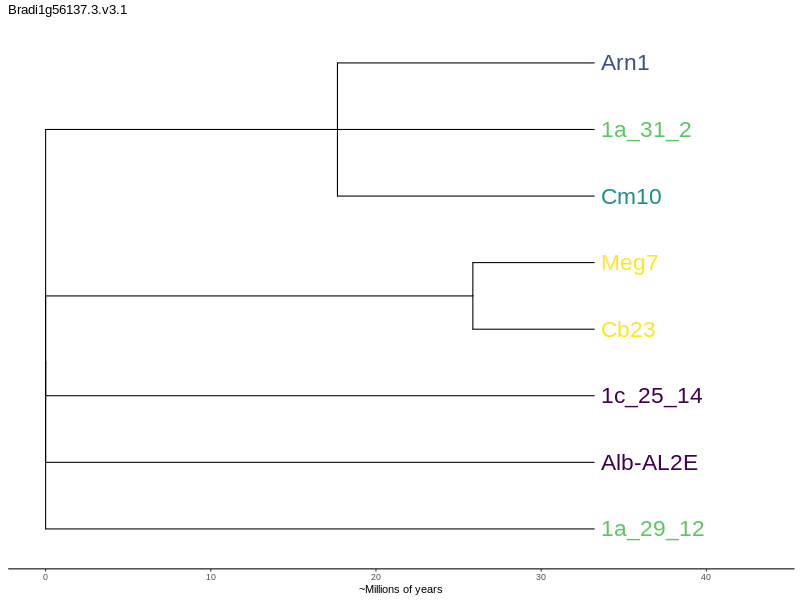 Bradi1g56137.3.v3.1
Arn1
1a_31_2
Cm10
Meg7
Cb23
1c_25_14
Alb-AL2E
1a_29_12
0 10 20 30 40
~Millions of years